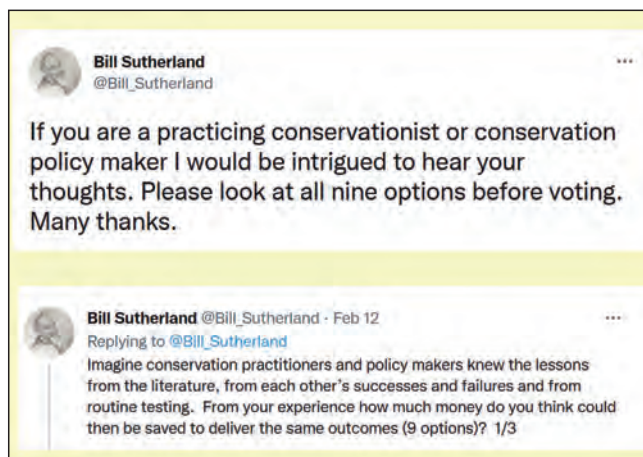 Bill Sutherland
@Bill_Sutherland
If you are a practicing conservationist or conservation
policy maker I would be intrigued to hear your
thoughts. Please look at all nine options before voting.
Many thanks.
Bill Sutherland @Bill_Sutherland · Feb 12
Replying to @Bill_Sutherland
Imagine conservation practitioners and policy makers knew the lessons
from the literature, from each other's successes and failures and from
routine testing.  From your experience how much money do you think could
then be saved to deliver the same outcomes (9 options)?  1/3